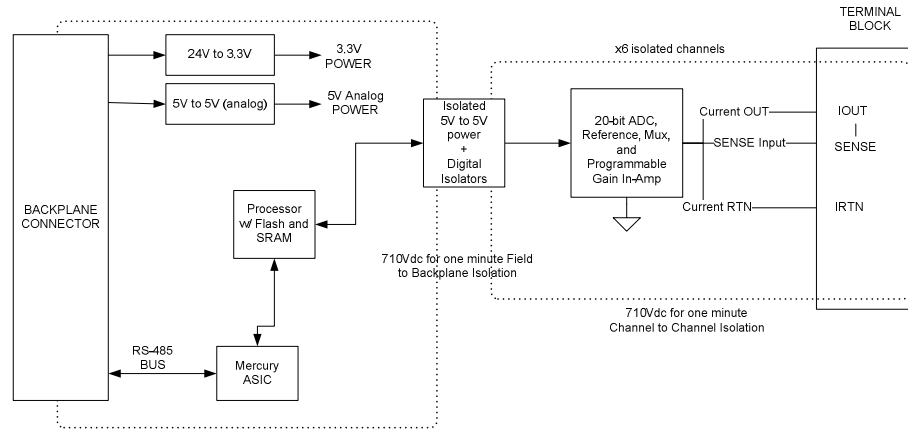 TERMINAL
BLOCK
x6 isolated channels
24V to 3.3V
3.3V
POWER
5V to 5V (analog)
5V Analog
POWER
Isolated
5V to 5V
power
+
Digital
Isolators
20-bit ADC,
Reference, Mux,
and
Programmable
Gain In-Amp
Current OUT
IOUT
SENSE Input
SENSE
Current RTN
IRTN
BACKPLANE
CONNECTOR
Processor
w/ Flash and
SRAM
710Vdc for one minute Field
to Backplane Isolation
710Vdc for one minute
Channel to Channel Isolation
RS-485
BUS
Mercury
ASIC